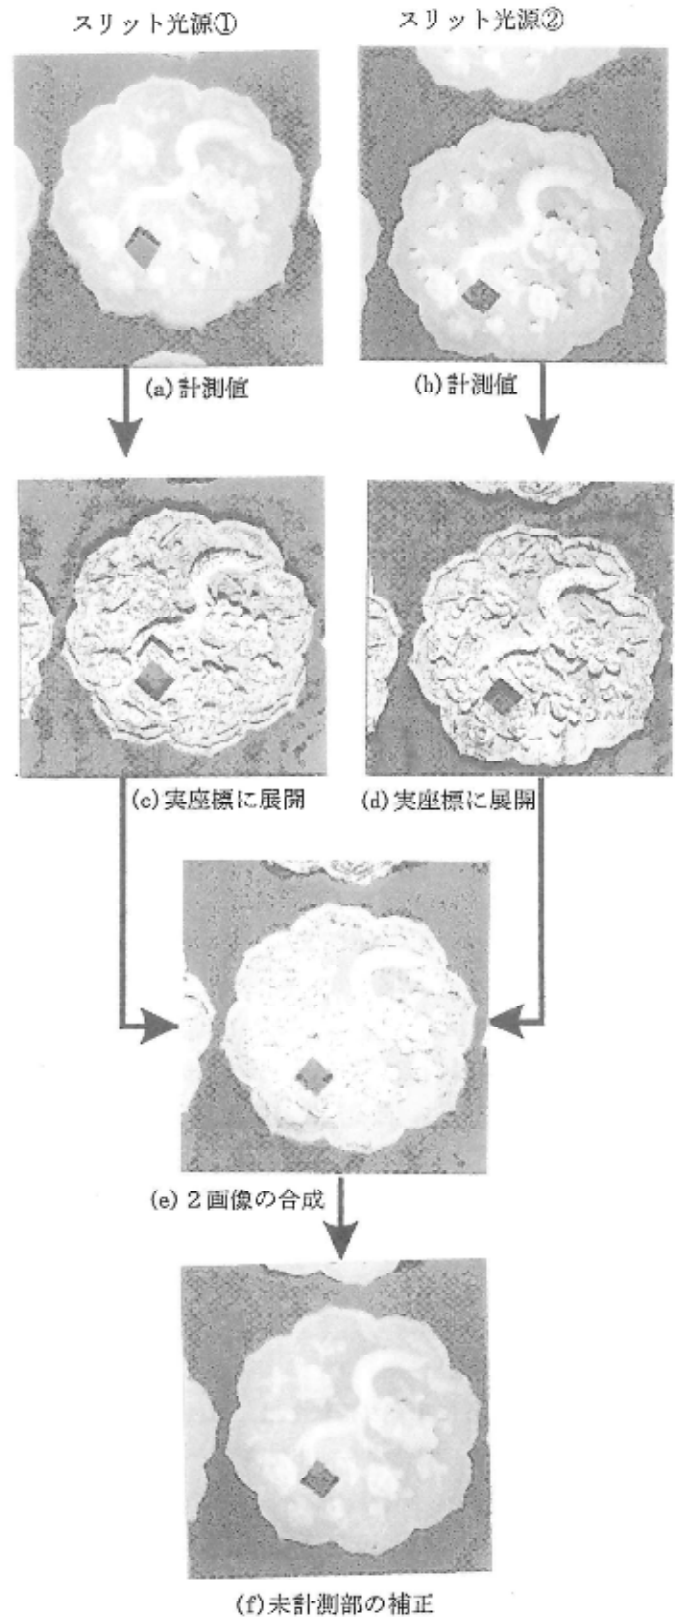 スリット光源①
スリット光源②
(a)計測値
(b)計測値
(c)実座標に展開
(d)実座標に展開
(e)2画像の合成
(f)未計測部の補正